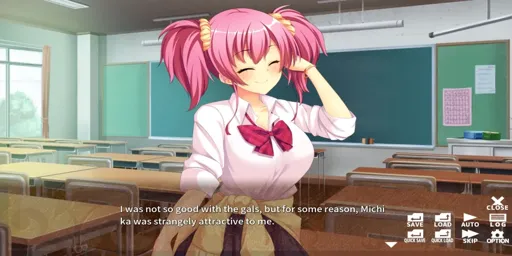 I was not so good with the gals, but for some reason, Michi
ka was strangely attractive to me.
CLOSE
SAVE LOAD AUTO LOG
QUICK SAVE QUICK LOAD SKIP OPTION